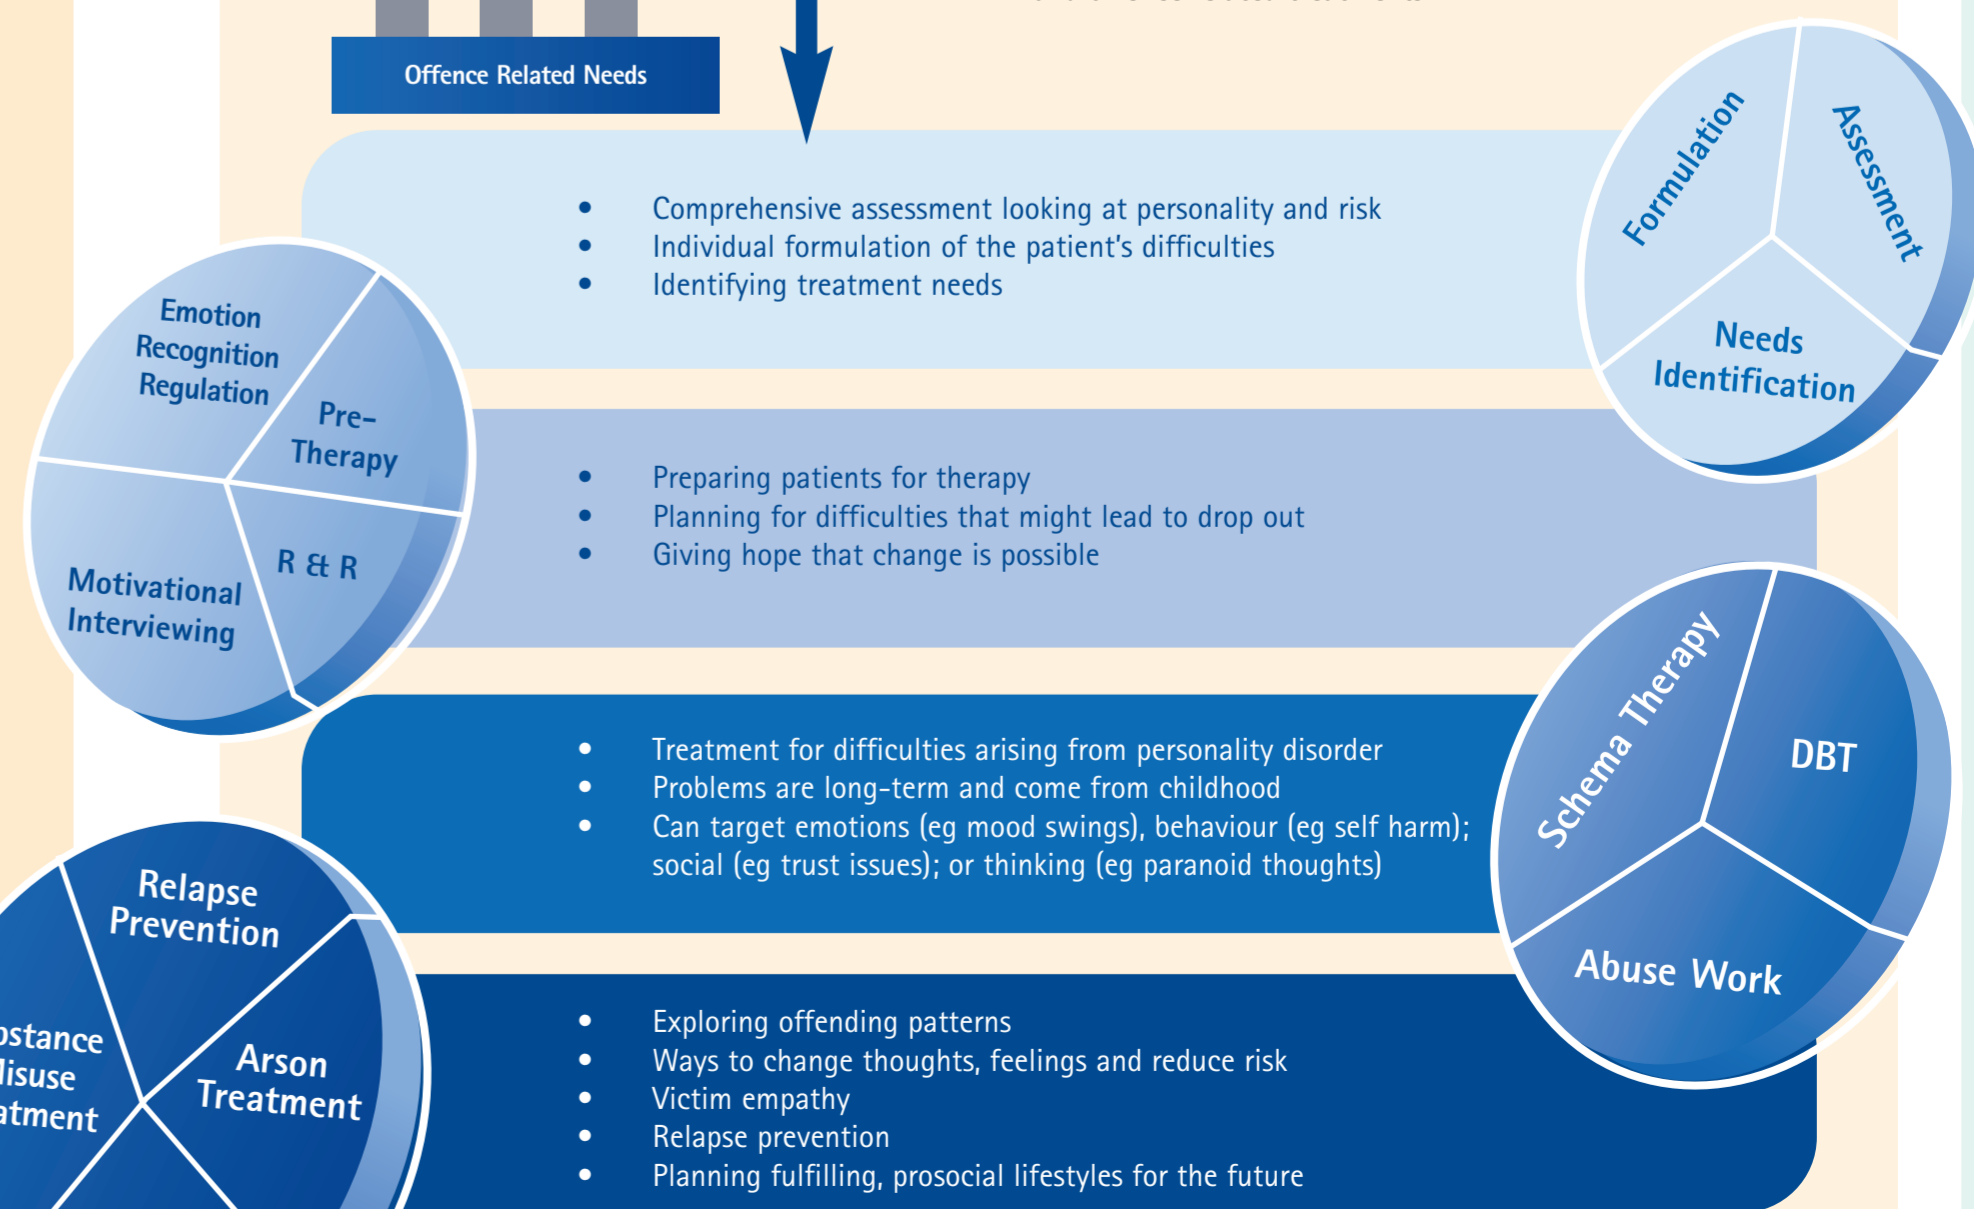 Offence Related Needs
Formulation
Assessment
Needs
Identification
• Comprehensive assessment looking at personality and risk
• Individual formulation of the patient's difficulties
• Identifying treatment needs
Emotion
Recognition
Regulation
Pre-
Therapy
R & R
Motivational
Interviewing
• Preparing patients for therapy
• Planning for difficulties that might lead to drop out
• Giving hope that change is possible
Schema Therapy
DBT
Abuse Work
• Treatment for difficulties arising from personality disorder
• Problems are long-term and come from childhood
• Can target emotions (eg mood swings), behaviour (eg self harm);
social (eg trust issues); or thinking (eg paranoid thoughts)
Relapse
Prevention
Arson
Treatment
• Exploring offending patterns
• Ways to change thoughts, feelings and reduce risk
• Victim empathy
• Relapse prevention
• Planning fulfilling, prosocial lifestyles for the future